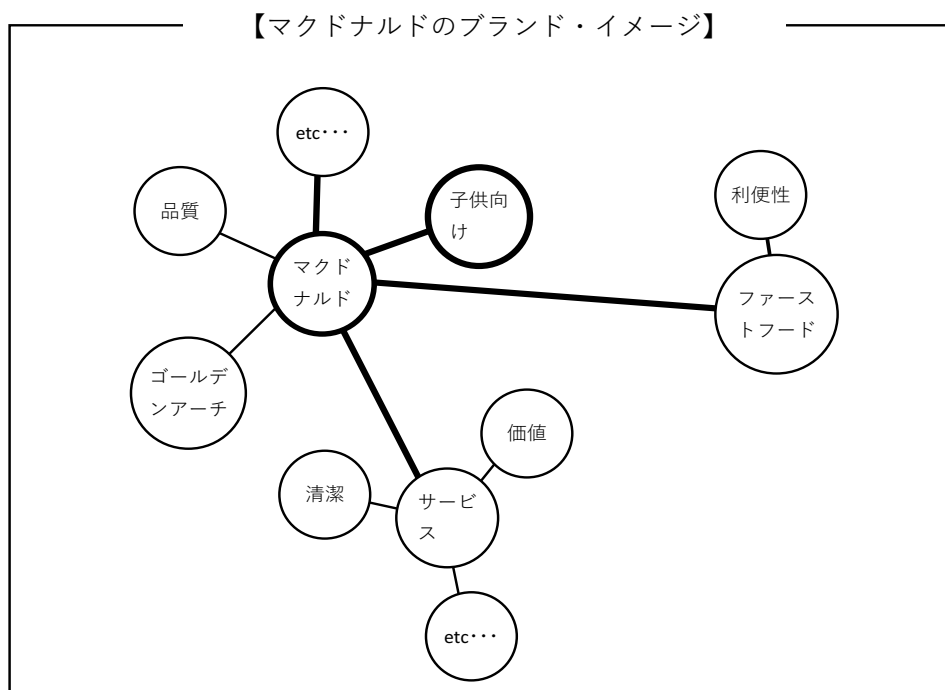 【マクドナルドのブランド・イメージ】
etc･･･
子供向
け
利便性
品質
マクド
ナルド
ファース
トフード
ゴールデ
ンアーチ
価値
清潔
サービ
ス
etc･･･